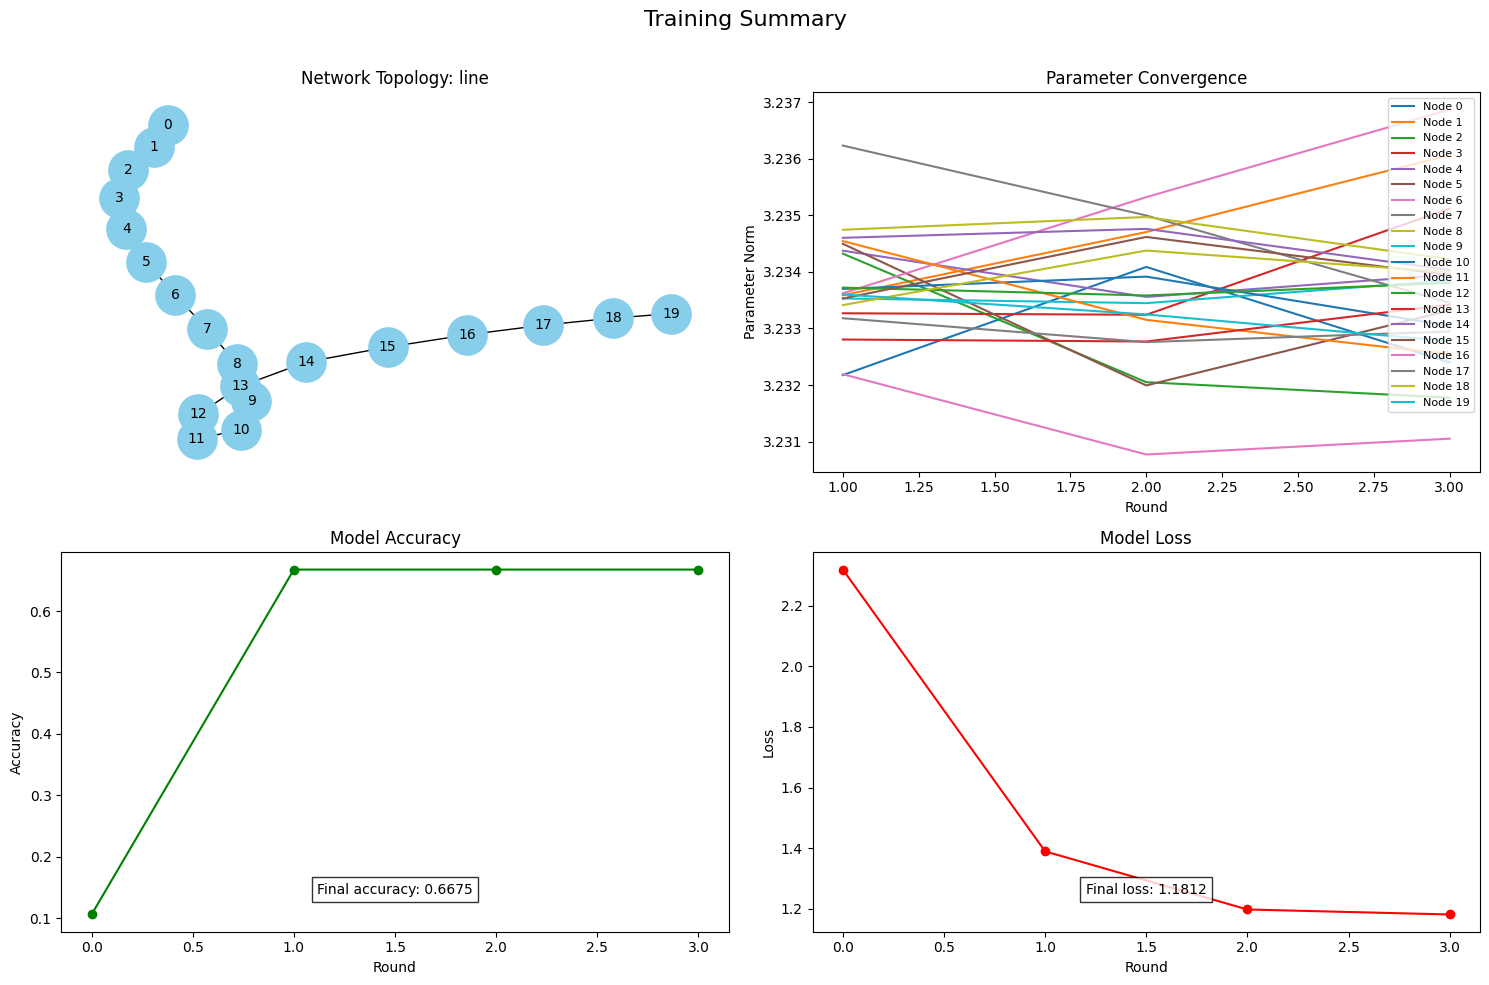 Training Summary
Network Topology: line
0
1
2
3
4
5
6
7
8
13
9
12
10
11
14
15
16
17
18
19
Parameter Convergence
3.237
3.236
3.235
3.234
3.233
3.232
3.231
Parameter Norm
Node 0
Node 1
Node 2
Node 3
Node 4
Node 5
Node 6
Node 7
Node 8
Node 9
Node 10
Node 11
Node 12
Node 13
Node 14
Node 15
Node 16
Node 17
Node 18
Node 19
1.00 1.25 1.50 1.75 2.00 2.25 2.50 2.75 3.00
Round
Model Accuracy
0.6
0.5
0.4
0.3
0.2
0.1
Accuracy
Final accuracy: 0.6675
0.0 0.5 1.0 1.5 2.0 2.5 3.0
Round
Model Loss
2.2
2.0
1.8
1.6
1.4
1.2
Loss
Final loss: 1.1812
0.0 0.5 1.0 1.5 2.0 2.5 3.0
Round